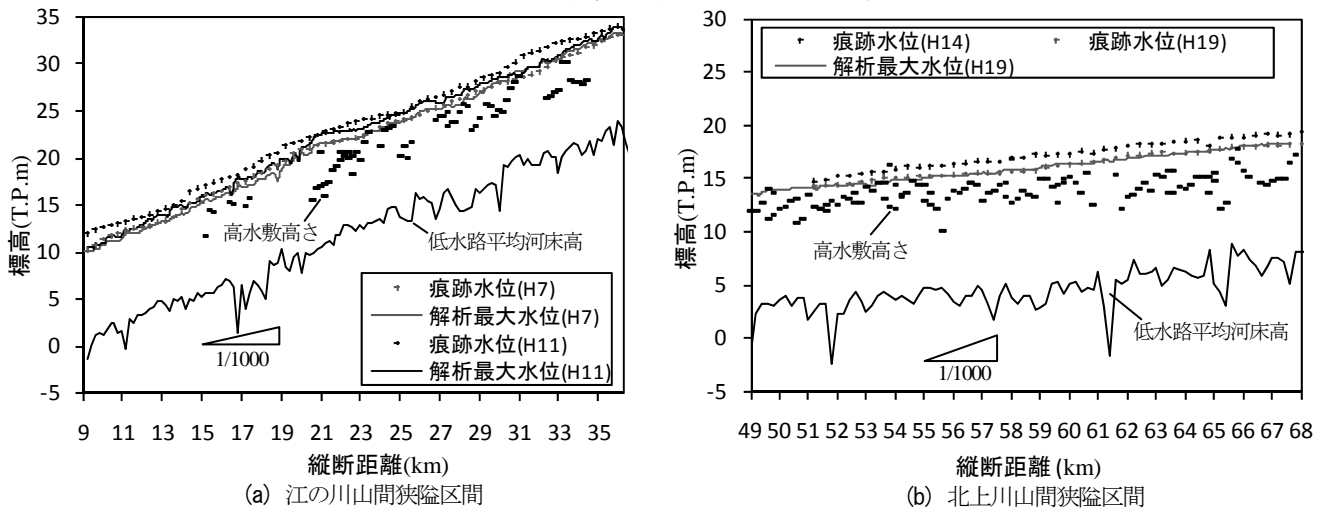 35
30
25
20
15
10
5
0
-5
標高(T.P.m)
高水敷高さ
低水路平均河床高
1/1000
痕跡水位(H7)
解析最大水位(H7)
痕跡水位(H11)
解析最大水位(H11)
9 11 13 15 17 19 21 23 25 27 29 31 33 35
縦断距離(km)
(a) 江の川山間狭隘区間
30
25
20
15
10
5
0
-5
標高(T.P.m)
痕跡水位(H14) 痕跡水位(H19)
解析最大水位(H19)
高水敷高さ
低水路平均河床高
1/1000
49 50 51 52 53 54 55 56 57 58 59 60 61 62 63 64 65 66 67 68
縦断距離(km)
(b) 北上川山間狭隘区間